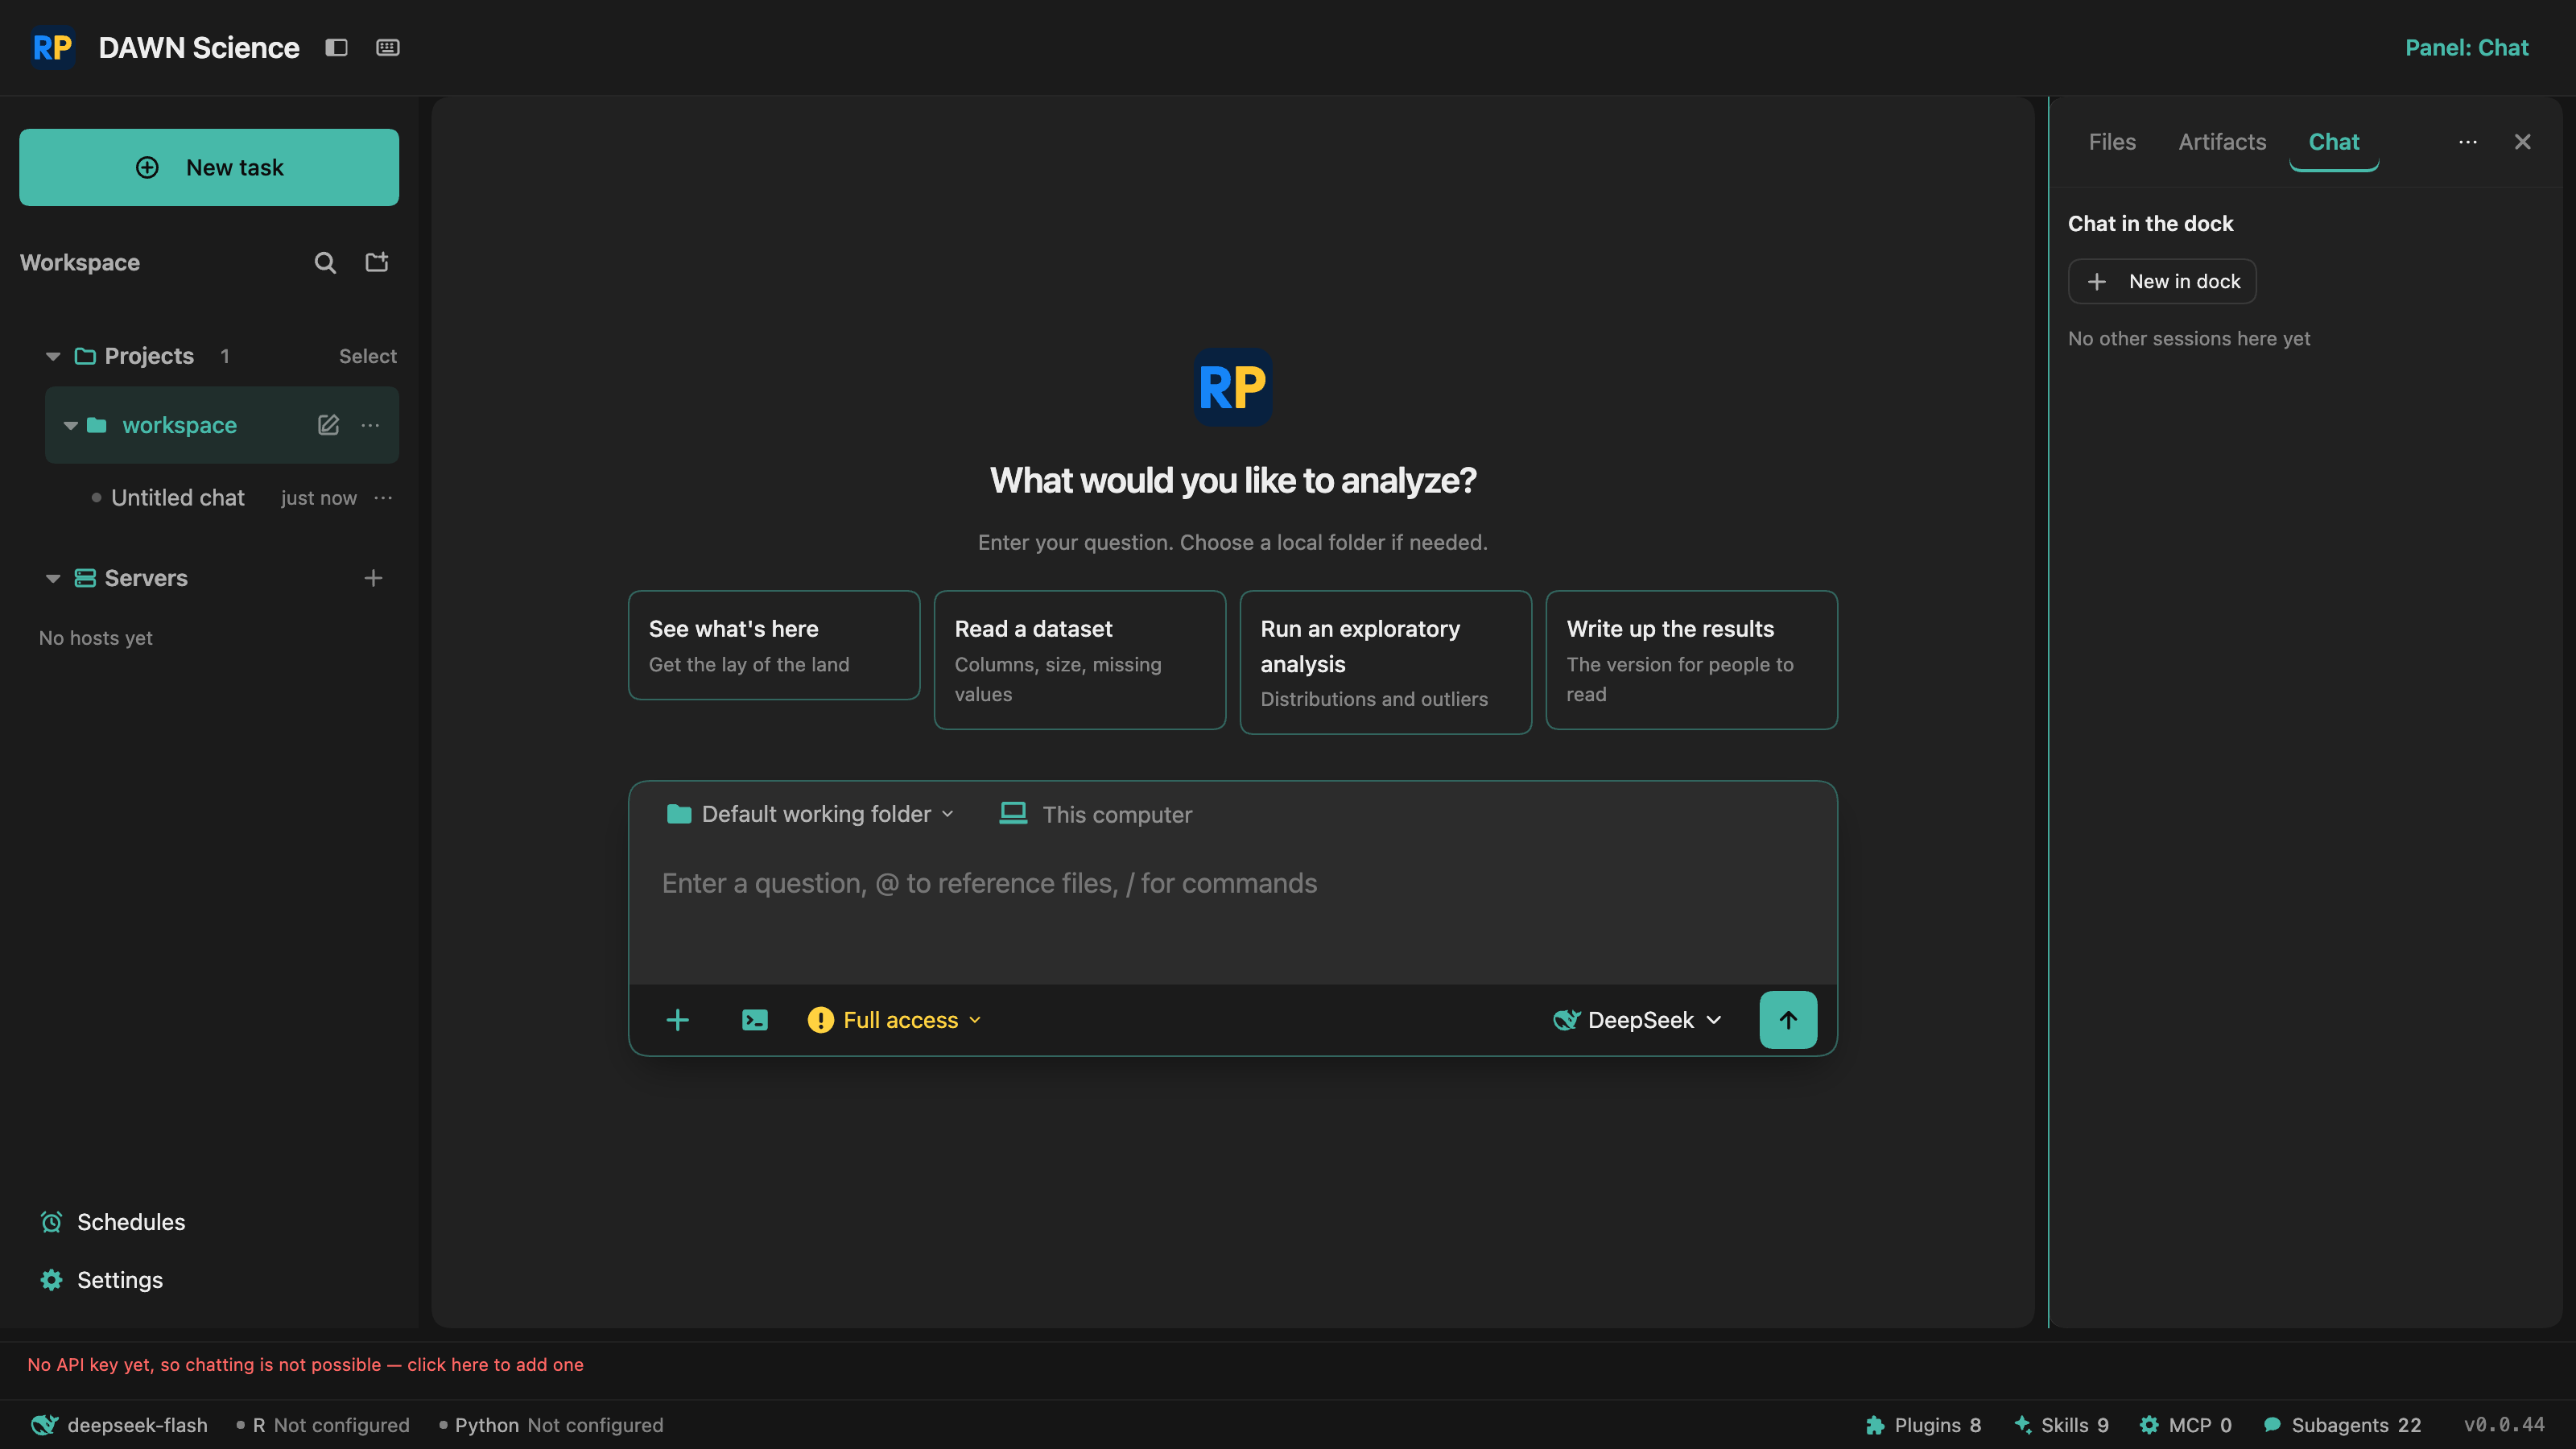 RP
DAWN Science
Panel: Chat
New task
Workspace
Projects 1 Select
workspace
Untitled chat just now
Servers
No hosts yet
Schedules
Settings
RP
What would you like to analyze?
Enter your question. Choose a local folder if needed.
See what's here
Get the lay of the land
Read a dataset
Columns, size, missing
values
Run an exploratory
analysis
Distributions and outliers
Write up the results
The version for people to
read
Default working folder
This computer
Enter a question, @ to reference files, / for commands
Full access
DeepSeek
Files Artifacts Chat
Chat in the dock
New in dock
No other sessions here yet
No API key yet, so chatting is not possible — click here to add one
deepseek-flash R Not configured Python Not configured
Plugins 8 Skills 9 MCP 0 Subagents 22 v0.0.44